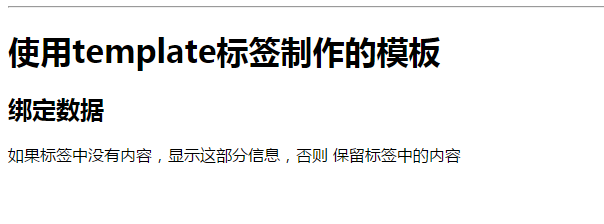 使用template标签制作的模板
绑定数据
如果标签中没有内容，显示这部分信息，否则 保留标签中的内容